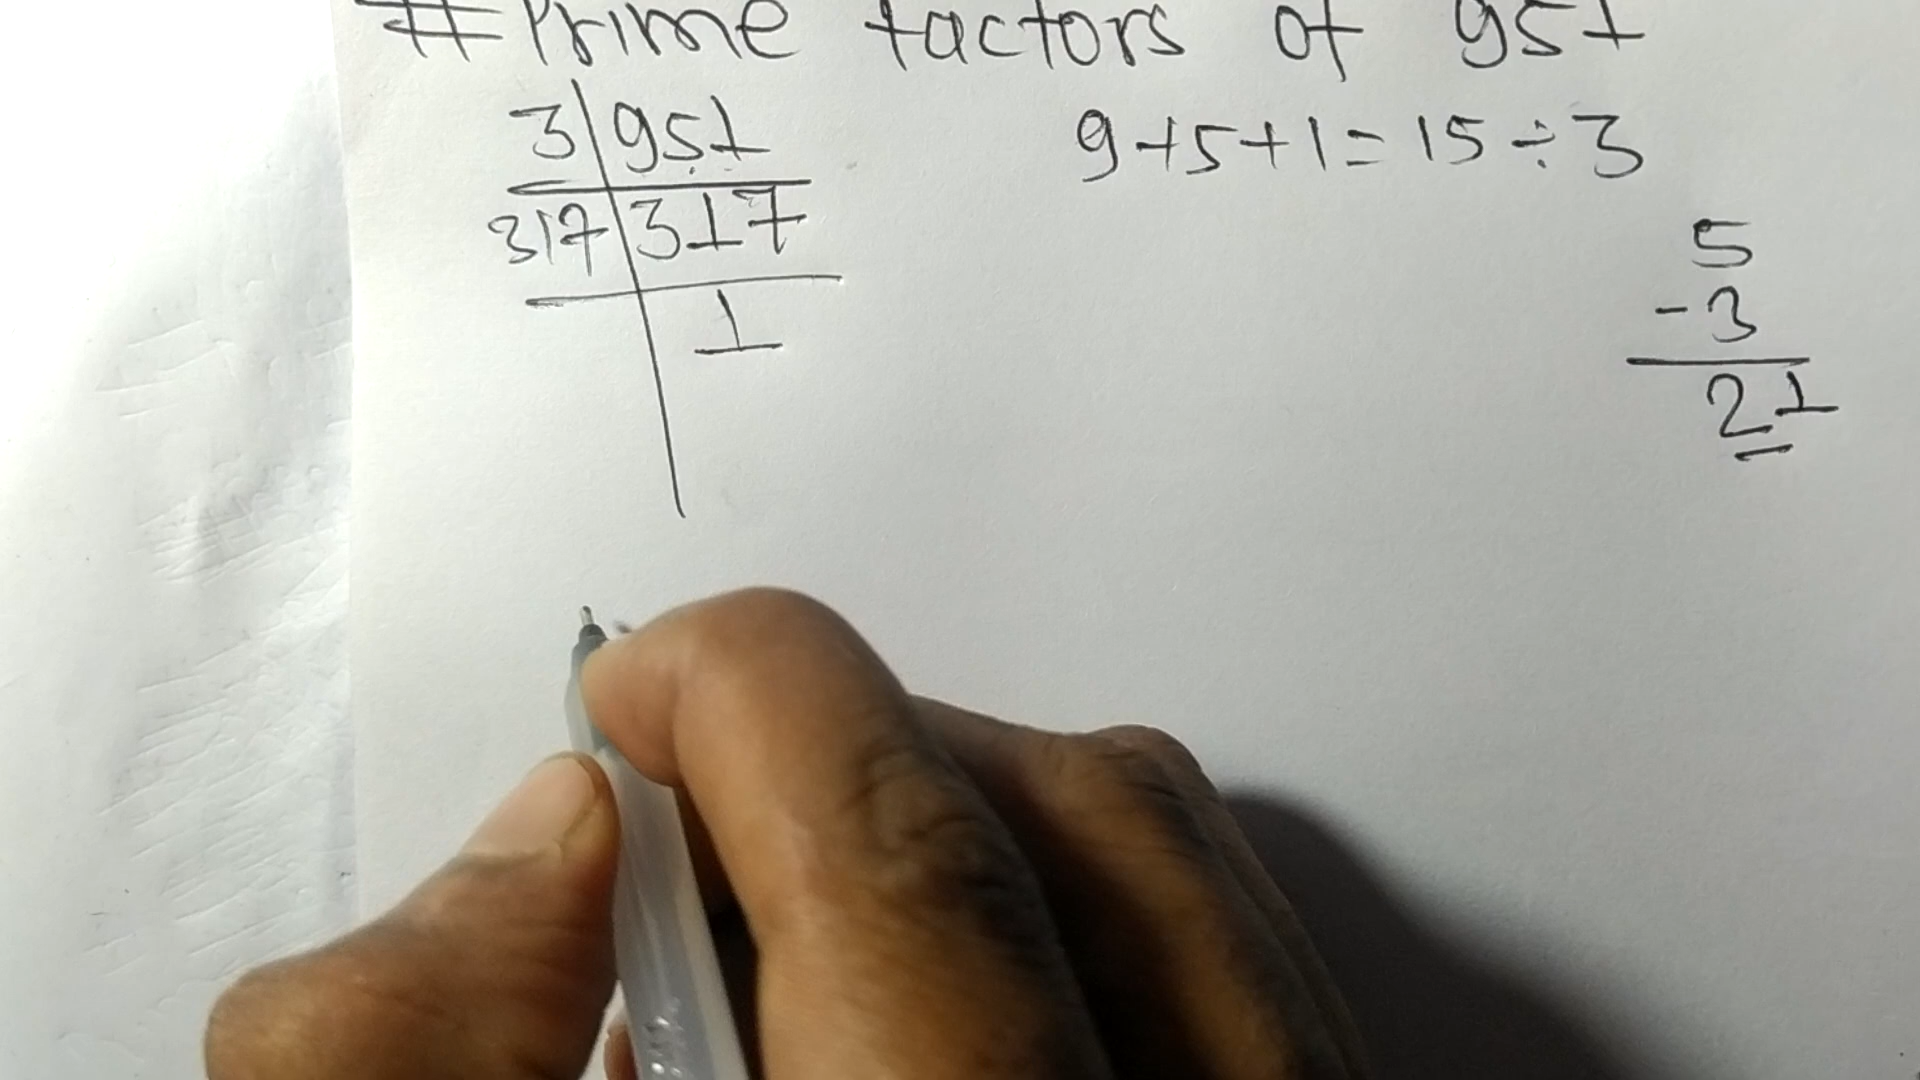 # Prime factors of 951
3 | 951
317 | 317
1
9+5+1=15÷3
5
-3
21